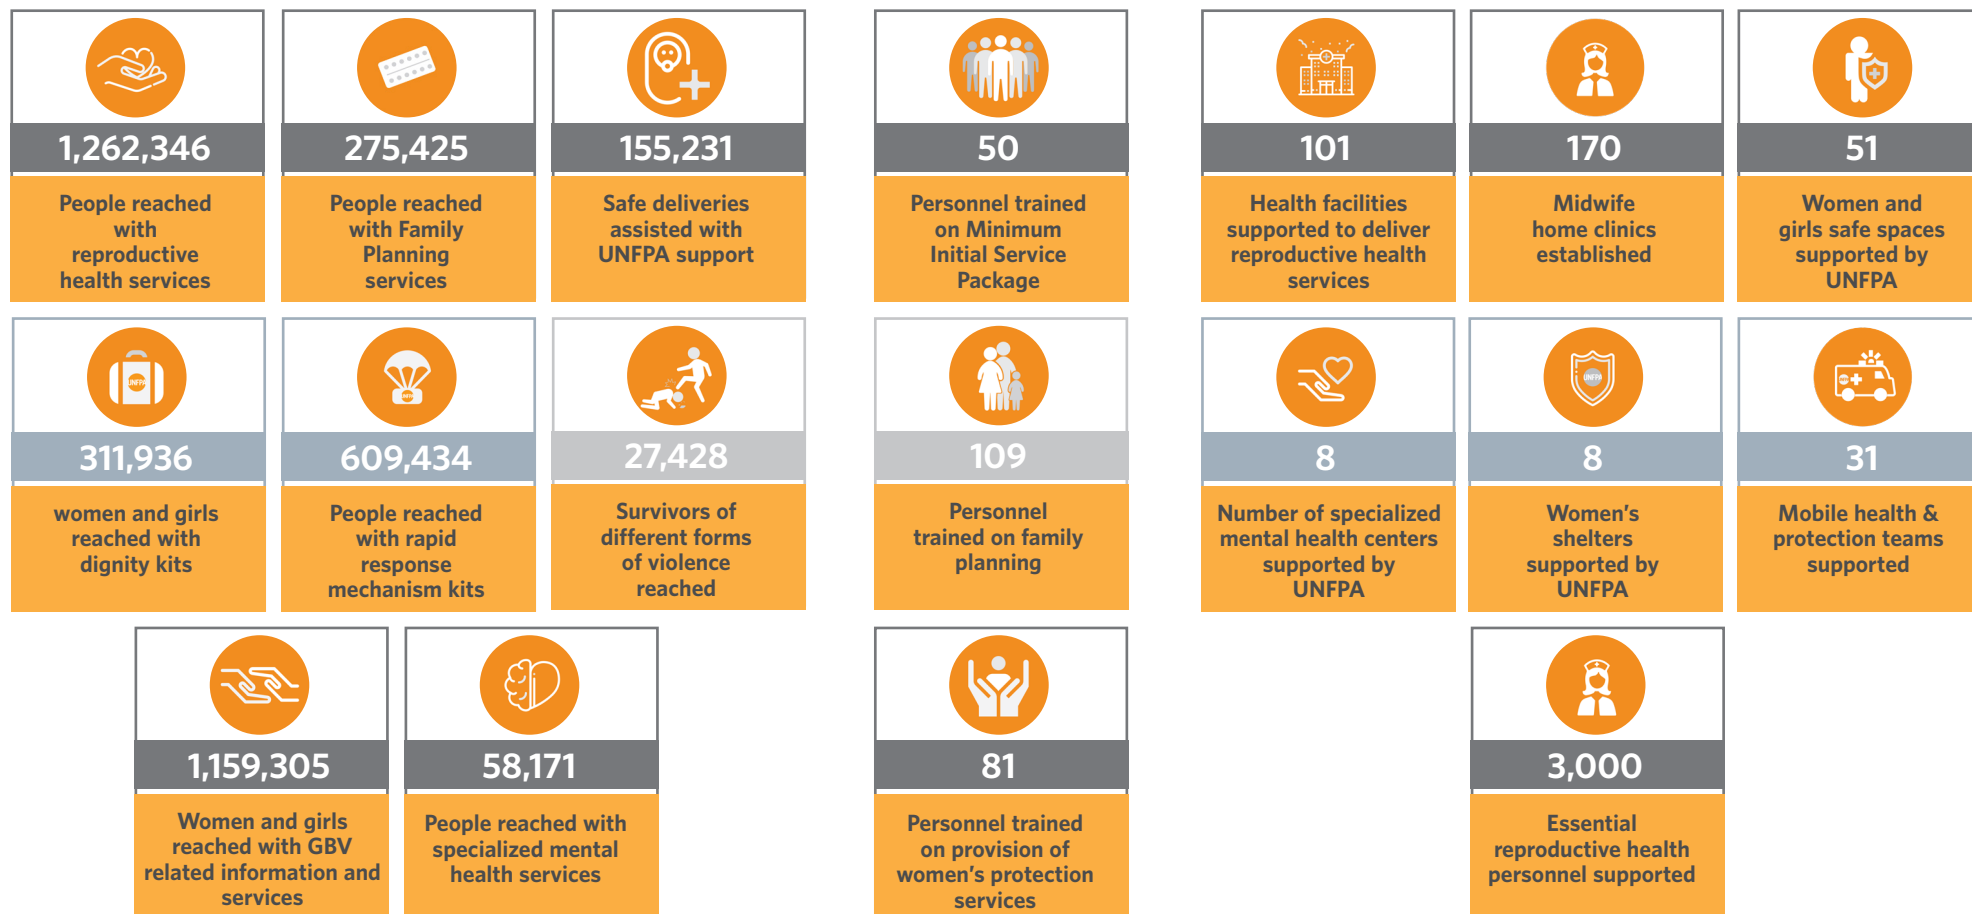 1,262,346
People reached
with
reproductive
health services
275,425
People reached
with Family
Planning
services
155,231
Safe deliveries
assisted with
UNFPA support
50
Personnel trained
on Minimum
Initial Service
Package
101
Health facilities
supported to deliver
reproductive health
services
170
Midwife
home clinics
established
51
Women and
girls safe spaces
supported by
UNFPA
UNFPA
311,936
women and girls
reached with
dignity kits
UNFPA
609,434
People reached
with rapid
response
mechanism kits
27,428
Survivors of
different forms
of violence
reached
109
Personnel
trained on family
planning
8
Number of specialized
mental health centers
supported by
UNFPA
UNFPA
8
Women's
shelters
supported by
UNFPA
31
Mobile health &
protection teams
supported
1,159,305
Women and girls
reached with GBV
related information and
services
58,171
People reached with
specialized mental
health services
81
Personnel trained
on provision of
women's protection
services
3,000
Essential
reproductive health
personnel supported